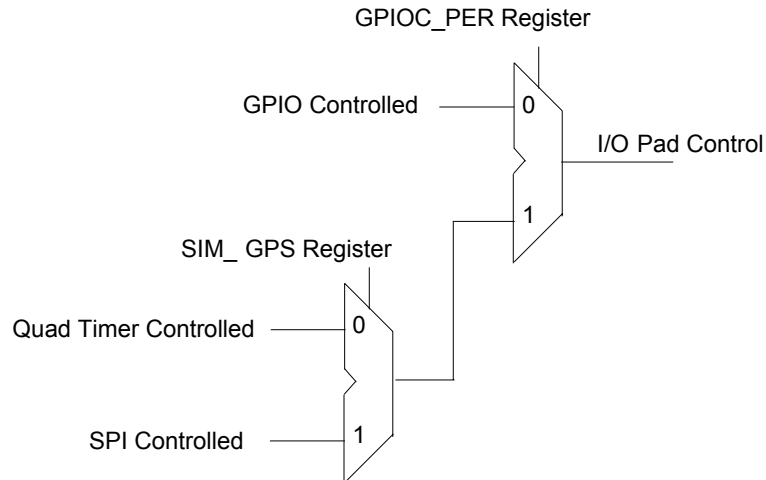 GPIOC_PER Register
GPIO Controlled
0
I/O Pad Control
1
SIM_ GPS Register
Quad Timer Controlled
0
SPI Controlled
1